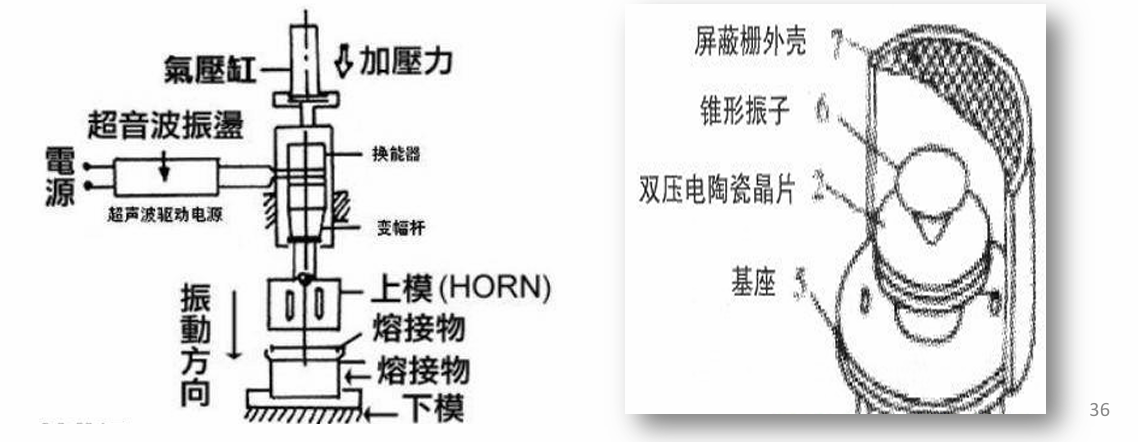 氣壓缸
加壓力
超音波振盪
電源
换能器
超声波驱动电源
变幅杆
上模(HORN)
振動方向
熔接物
熔接物
下模
屏蔽栅外壳 7
锥形振子 6
双压电陶瓷晶片 2
基座 5
36